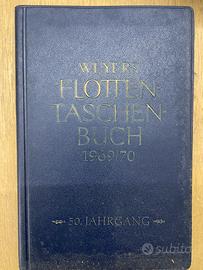 WEYERS
FLOTTEN-
TASCHEN-
BUCH
1969/70
50. JAHRGANG
subito